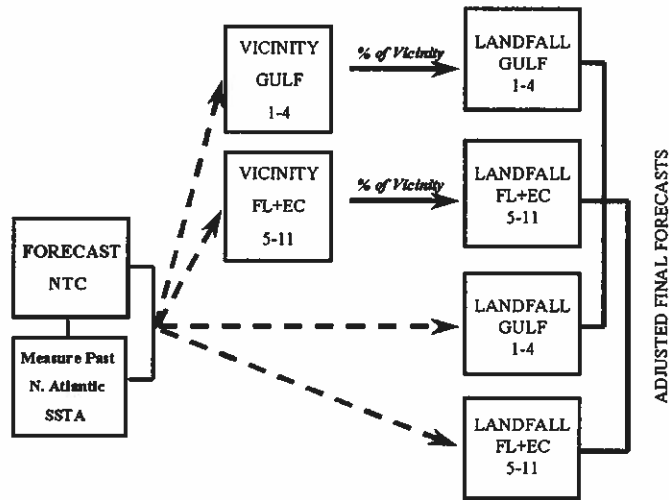 VICINITY
GULF
1-4
% of Vicinity
LANDFALL
GULF
1-4
VICINITY
FL+EC
5-11
% of Vicinity
LANDFALL
FL+EC
5-11
FORECAST
NTC
Measure Past
N. Atlantic
SSTA
LANDFALL
GULF
1-4
LANDFALL
FL+EC
5-11
ADJUSTED FINAL FORECASTS